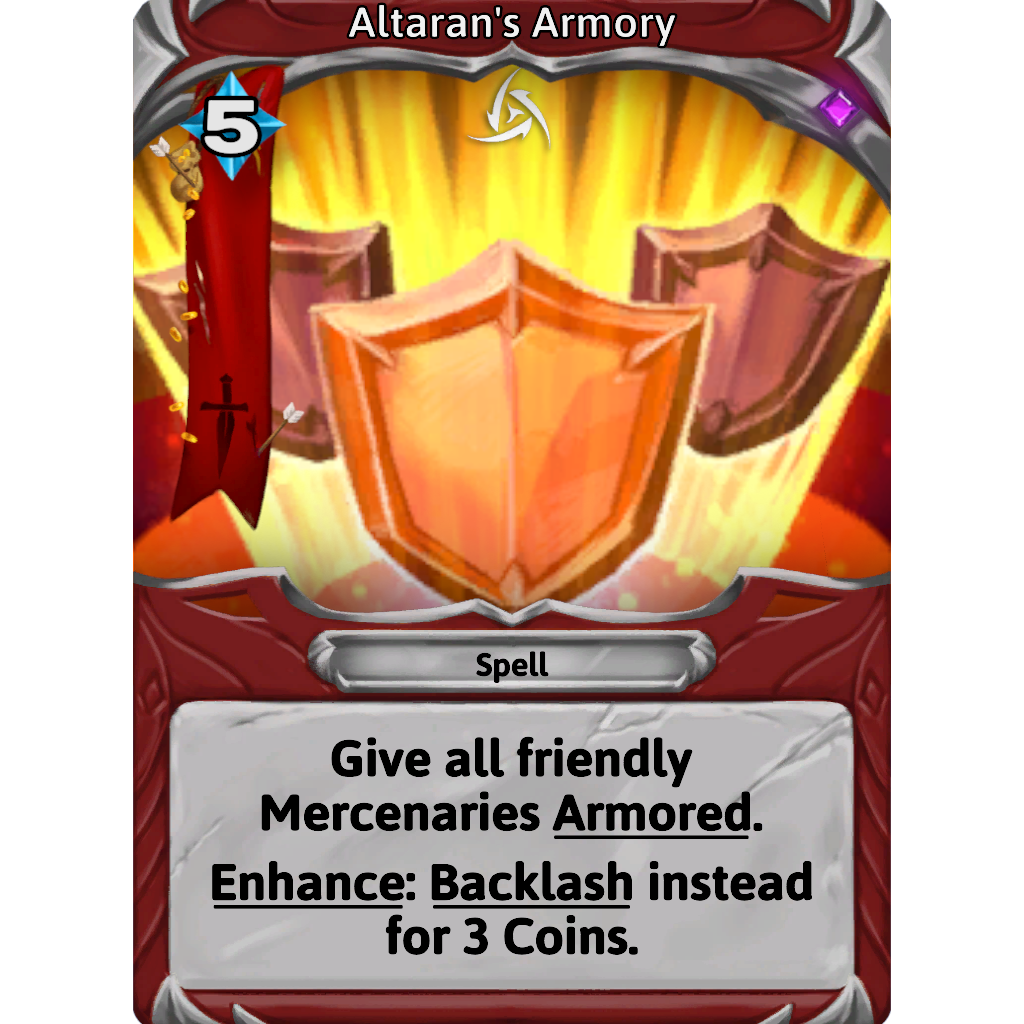 Altaran's Armory
5
Spell
Give all friendly
Mercenaries Armored.
Enhance: Backlash instead
for 3 Coins.